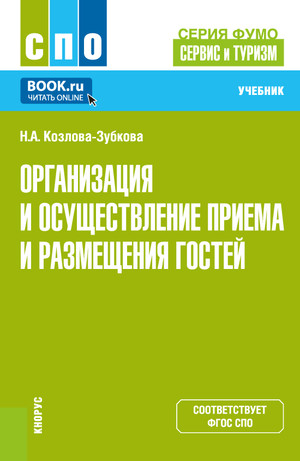 СПО
СЕРИЯ ФУМО
СЕРВИС и ТУРИЗМ
BOOK.ru
ЧИТАТЬ ONLINE
УЧЕБНИК
Н.А. Козлова-Зубкова
ОРГАНИЗАЦИЯ
И ОСУЩЕСТВЛЕНИЕ ПРИЕМА
И РАЗМЕЩЕНИЯ ГОСТЕЙ
КНОРУС
СООТВЕТСТВУЕТ
ФГОС СПО